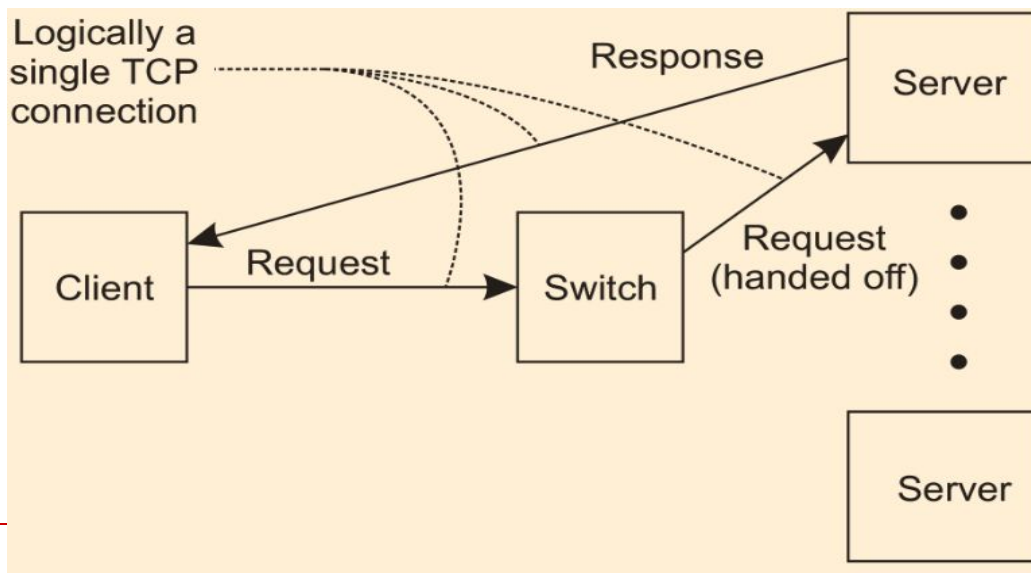 Logically a
single TCP
connection
Response
Server
Client
Request
Switch
Request
(handed off)
Server